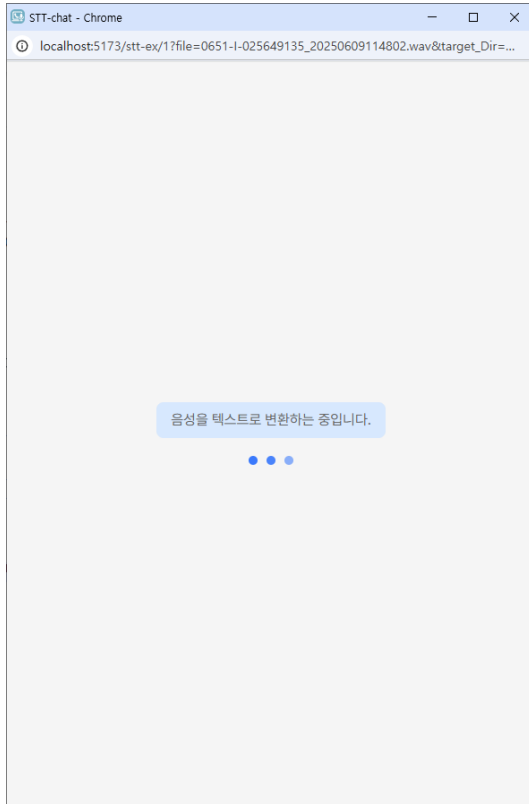 STT-chat - Chrome
localhost:5173/stt-ex/1?file=0651-I-025649135_20250609114802.wav&target_Dir=...
음성을 텍스트로 변환하는 중입니다.